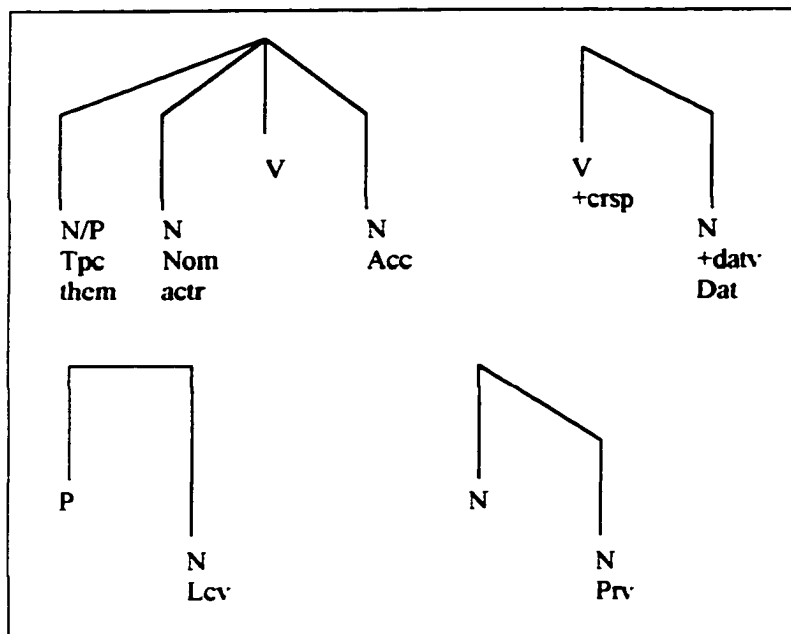 V
V
+crsp
N/P
Tpc
them
N
Nom
actr
N
Acc
N
+datv
Dat
P
N
Lcv
N
N
Prv